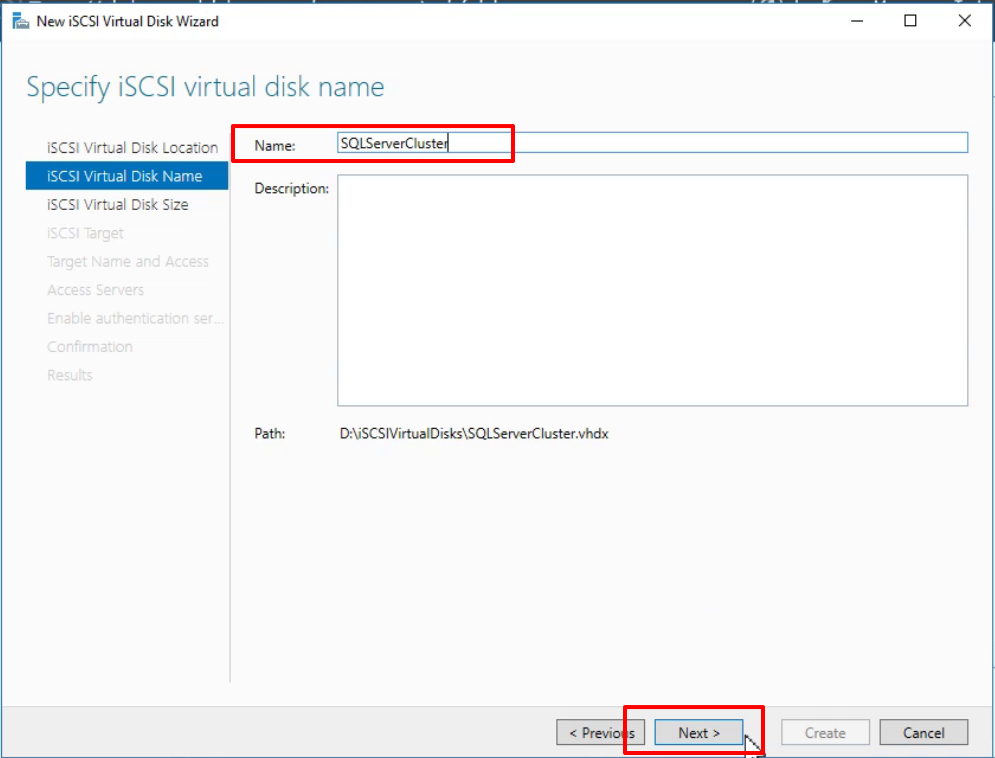 New iSCSI Virtual Disk Wizard
Specify iSCSI virtual disk name
iSCSI Virtual Disk Location
iSCSI Virtual Disk Name
iSCSI Virtual Disk Size
iSCSI Target
Target Name and Access
Access Servers
Enable authentication ser...
Confirmation
Results
Name: SQLServerCluster
Description:
Path: D:\iSCSIVirtualDisks\SQLServerCluster.vhdx
< Previous Next > Create Cancel